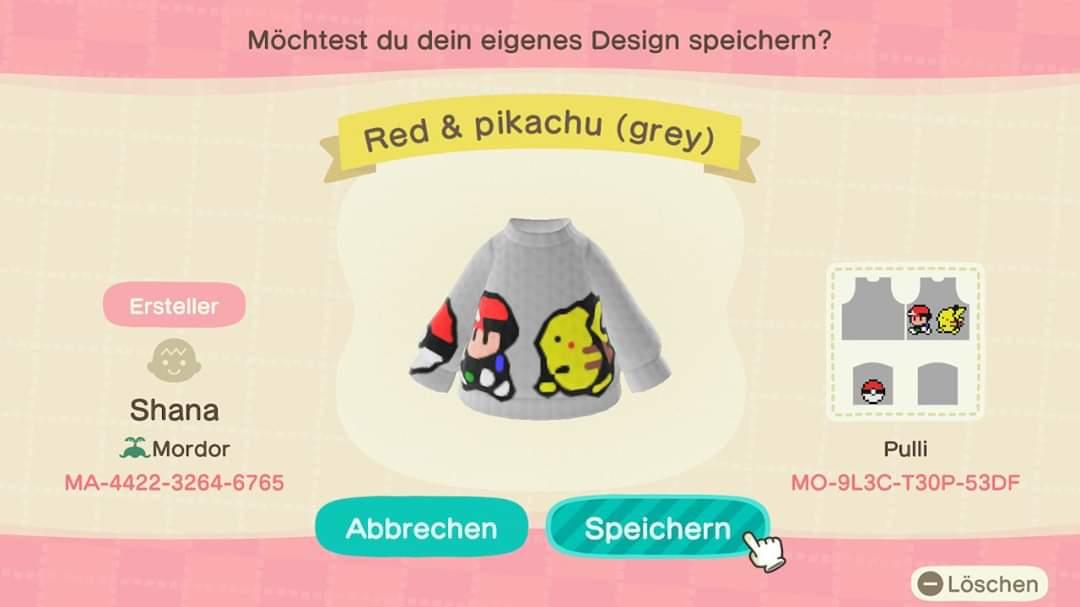 Möchtest du dein eigenes Design speichern?
Red & pikachu (grey)
Ersteller
Shana
Mordor
MA-4422-3264-6765
Pulli
MO-9L3C-T30P-53DF
Abbrechen
Speichern
Löschen